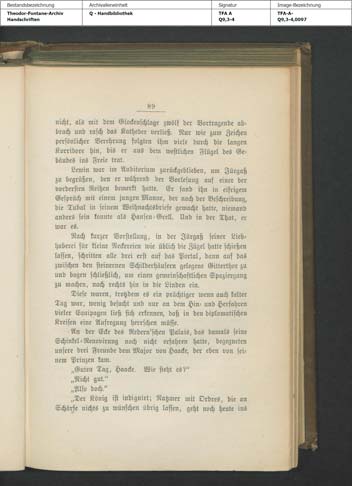 Bestandsbezeichnung
Archivalieneinheit
Signatur
Image-Bezeichnung
Theodor-Fontane-Archiv
Handschriften
Q - Handbibliothek
TFA A
Q9,3-4
TFA-A-
Q9,3-4,0097
89
nicht, als mit dem Glockenschlage zwölf der Vortragende ab-
brach und rasch das Katheder verließ. Nur wie zum Zeichen
persönlicher Verehrung folgten ihm viele durch die langen
Korridore hin, bis er aus dem westlichen Flügel des Ge-
bäudes ins Freie trat.
Lewin war im Auditorium zurückgeblieben, um Jürgaß
zu begrüßen, den er während der Vorlesung auf einer der
vordersten Reihen bemerkt hatte. Er fand ihn in eifrigem
Gespräch mit einem jungen Manne, der nach der Beschreibung,
die Tubal in seinem Weihnachtsbriefe gemacht hatte, niemand
anders sein konnte als Hansen-Grell. Und in der That, er
war es.
Nach kurzer Vorstellung, in der Jürgaß seiner Lieb-
haberei für kleine Neckereien wie üblich die Zügel hatte schießen
lassen, schritten alle drei erst auf das Portal, dann auf das
zwischen den steinernen Schilderhäusern gelegene Gitterthor zu
und bogen schließlich, um einen gemeinschaftlichen Spaziergang
zu machen, nach rechts hin in die Linden ein.
Diese waren, trotzdem es ein prächtiger wenn auch kalter
Tag war, wenig besucht und nur an dem Hin- und Herfahren
vieler Equipagen ließ sich erkennen, daß in den diplomatischen
Kreisen eine Aufregung herrschen müsse.
An der Ecke des Redern'schen Palais, das damals seine
Schinkel-Renovirung noch nicht erfahren hatte, begegneten
unsere drei Freunde dem Major von Haacke, der eben von sei-
nem Prinzen kam.
„Guten Tag, Haacke. Wie steht es?“
„Nicht gut.“
„Also doch.“
„Der König ist indignirt; Natzmer mit Ordres, die an
Schärfe nichts zu wünschen übrig lassen, geht noch heute ins